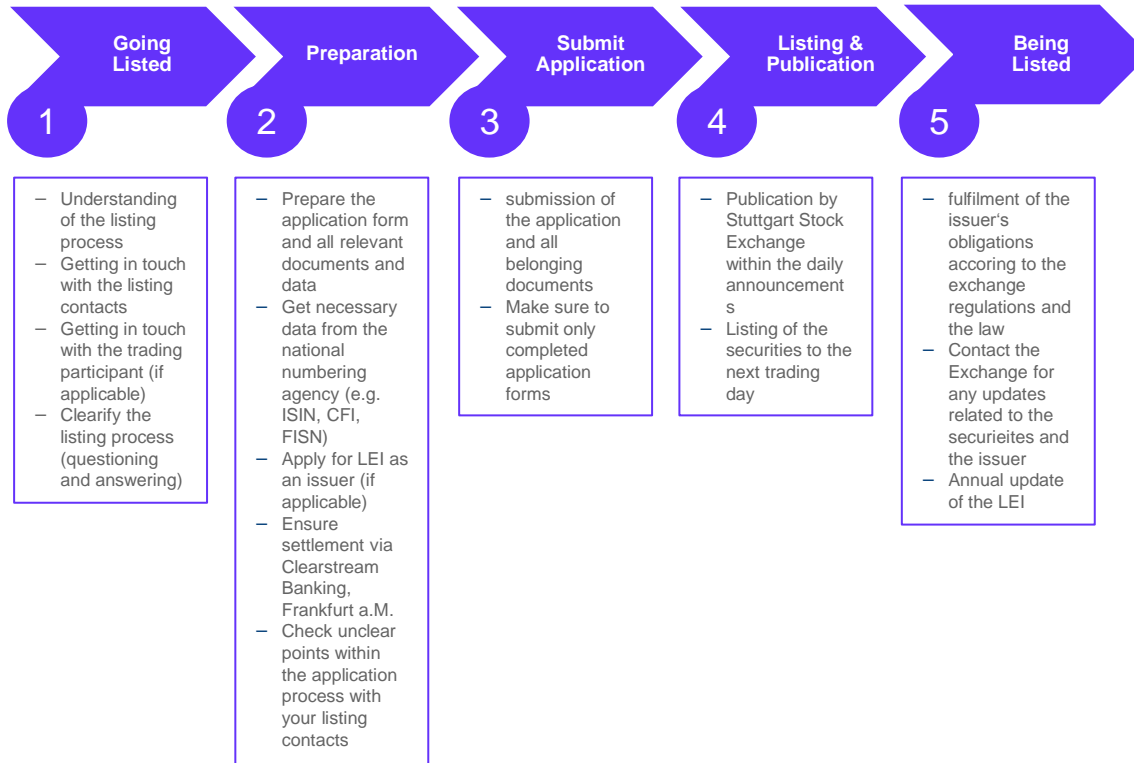 Going
Listed
Preparation
Submit
Application
Listing &
Publication
Being
Listed
1
2
3
4
5
– Understanding
of the listing
process
– Getting in touch
with the listing
contacts
– Getting in touch
with the trading
participant (if
applicable)
– Clearify the
listing process
(questioning
and answering)
– Prepare the
application form
and all relevant
documents and
data
– Get necessary
data from the
national
numbering
agency (e.g.
ISIN, CFI,
FISN)
– Apply for LEI as
an issuer (if
applicable)
– Ensure
settlement via
Clearstream
Banking,
Frankfurt a.M.
– Check unclear
points within
the application
process with
your listing
contacts
– submission of
the application
and all
belonging
documents
– Make sure to
submit only
completed
application
forms
– Publication by
Stuttgart Stock
Exchange
within the daily
announcement
s
– Listing of the
securities to the
next trading
day
– fulfilment of the
issuer‘s
obligations
accoring to the
exchange
regulations and
the law
– Contact the
Exchange for
any updates
related to the
securieites and
the issuer
– Annual update
of the LEI